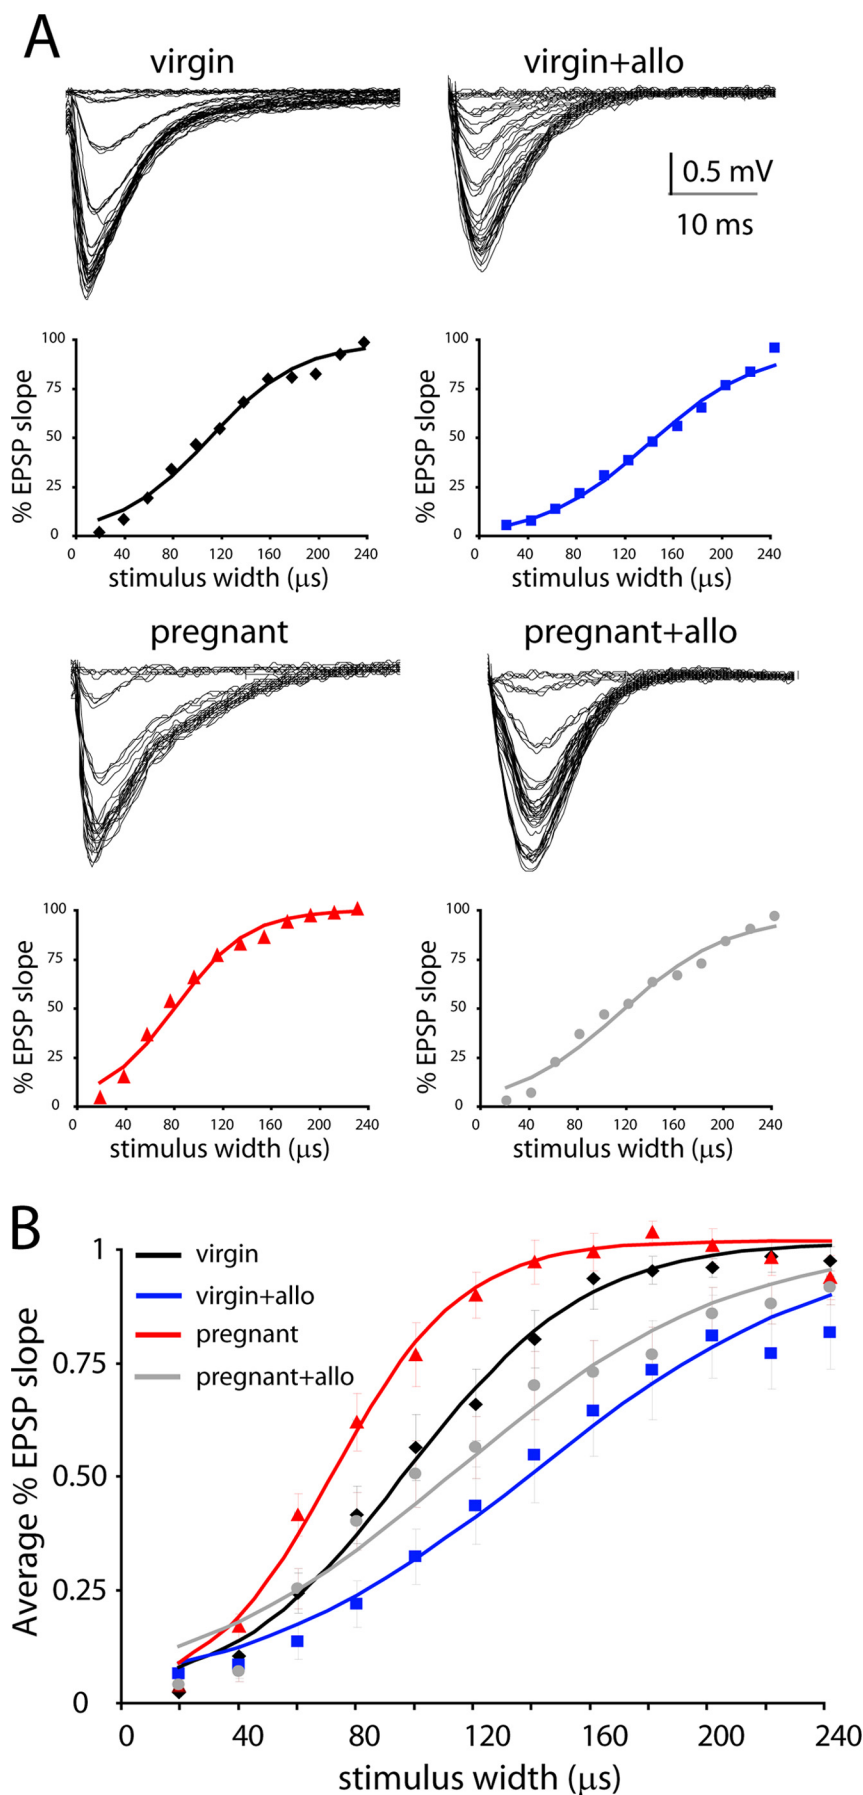 A
virgin
virgin+allo
0.5 mV
10 ms
100
75
50
25
0
% EPSP slope
0 40 80 120 160 200 240
stimulus width (μs)
100
75
50
25
0
% EPSP slope
0 40 80 120 160 200 240
stimulus width (μs)
pregnant
pregnant+allo
100
75
50
25
0
% EPSP slope
0 40 80 120 160 200 240
stimulus width (μs)
100
75
50
25
0
% EPSP slope
0 40 80 120 160 200 240
stimulus width (μs)
B
virgin
virgin+allo
pregnant
pregnant+allo
1
0.75
0.50
0.25
0
Average % EPSP slope
0 40 80 120 160 200 240
stimulus width (μs)